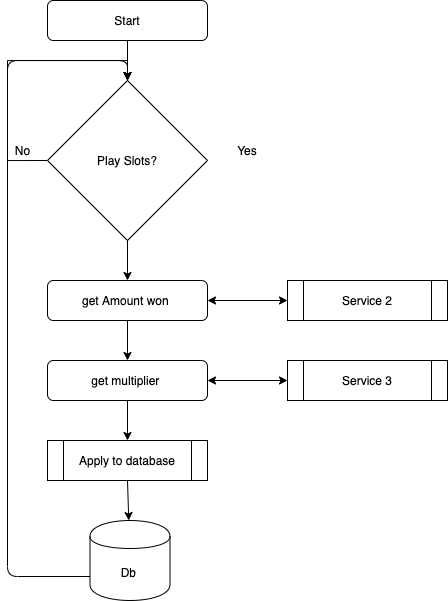 Start
No
Play Slots?
Yes
get Amount won
Service 2
get multiplier
Service 3
Apply to database
Db